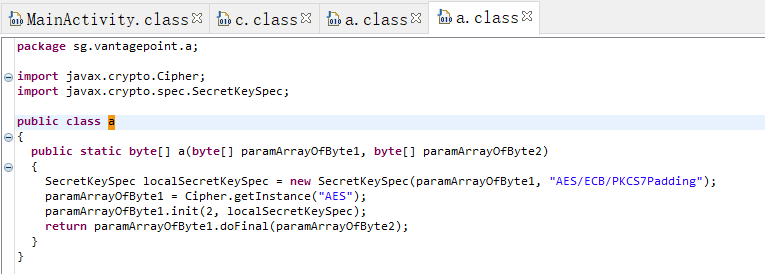 MainActivity.class c.class a.class a.class
package sg.vantagepoint.a;
import javax.crypto.Cipher;
import javax.crypto.spec.SecretKeySpec;
public class a
{
public static byte[] a(byte[] paramArrayOfByte1, byte[] paramArrayOfByte2)
{
SecretKeySpec localSecretKeySpec = new SecretKeySpec(paramArrayOfByte1, "AES/ECB/PKCS7Padding");
paramArrayOfByte1 = Cipher.getInstance("AES");
paramArrayOfByte1.init(2, localSecretKeySpec);
return paramArrayOfByte1.doFinal(paramArrayOfByte2);
}
}